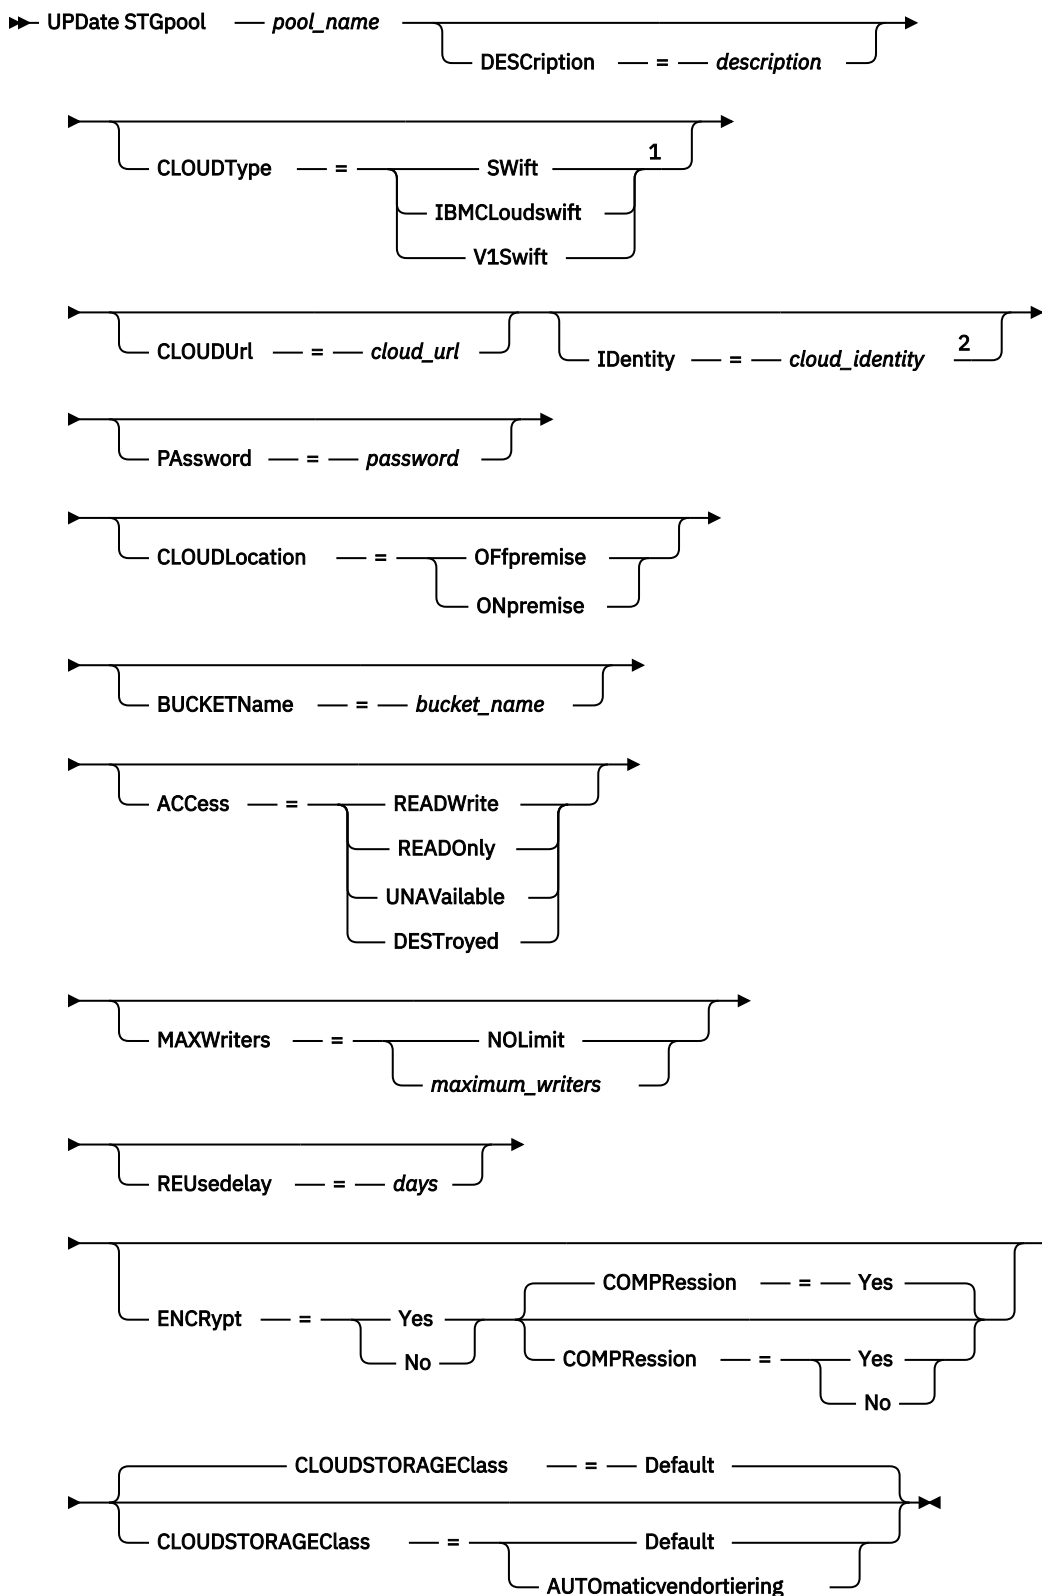 UPDate STGpool — pool_name
DESCription — = — description
CLOUDType — = — SWift 1
IBMCLoudswift
V1Swift
CLOUDUrl — = — cloud_url IDentity — = — cloud_identity 2
PAssword — = — password
CLOUDLocation — = — OFfpremise
ONpremise
BUCKETName — = — bucket_name
ACCess — = — READWrite
READOnly
UNAVailable
DESTroyed
MAXWriters — = — NOLimit
maximum_writers
REUsedelay — = — days
COMPRession — = — Yes
ENCRypt — = — Yes
No COMPRession — = — Yes
No
CLOUDSTORAGEClass — = — Default
CLOUDSTORAGEClass — = — Default
AUTOmaticvendortiering